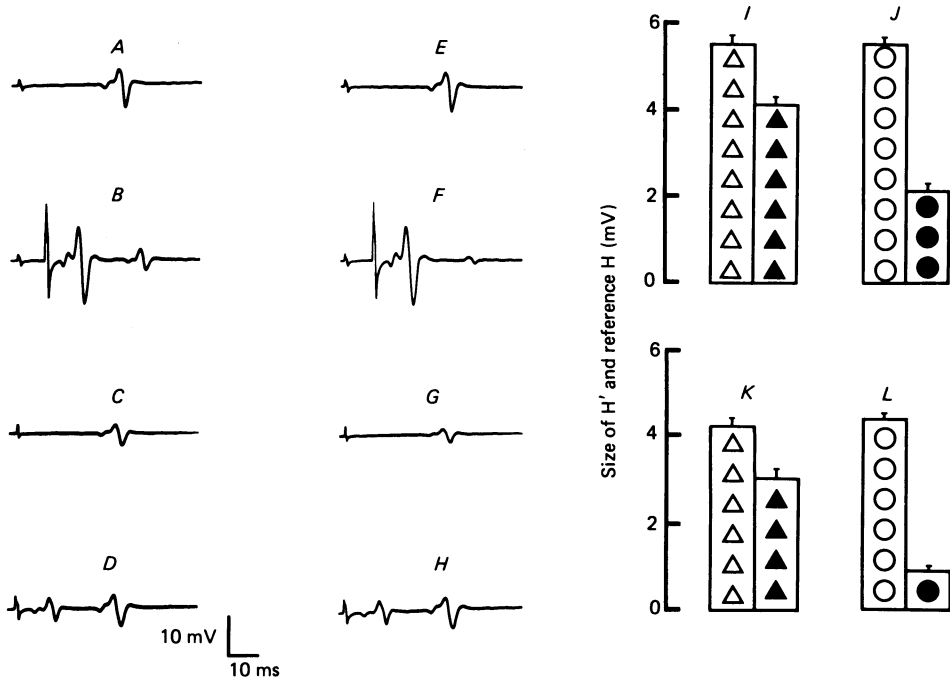 A
E
B
F
C
G
D
H
10 mV
10 ms
Size of H′ and reference H (mV)
I
J
6
4
2
0
K
L
6
4
2
0